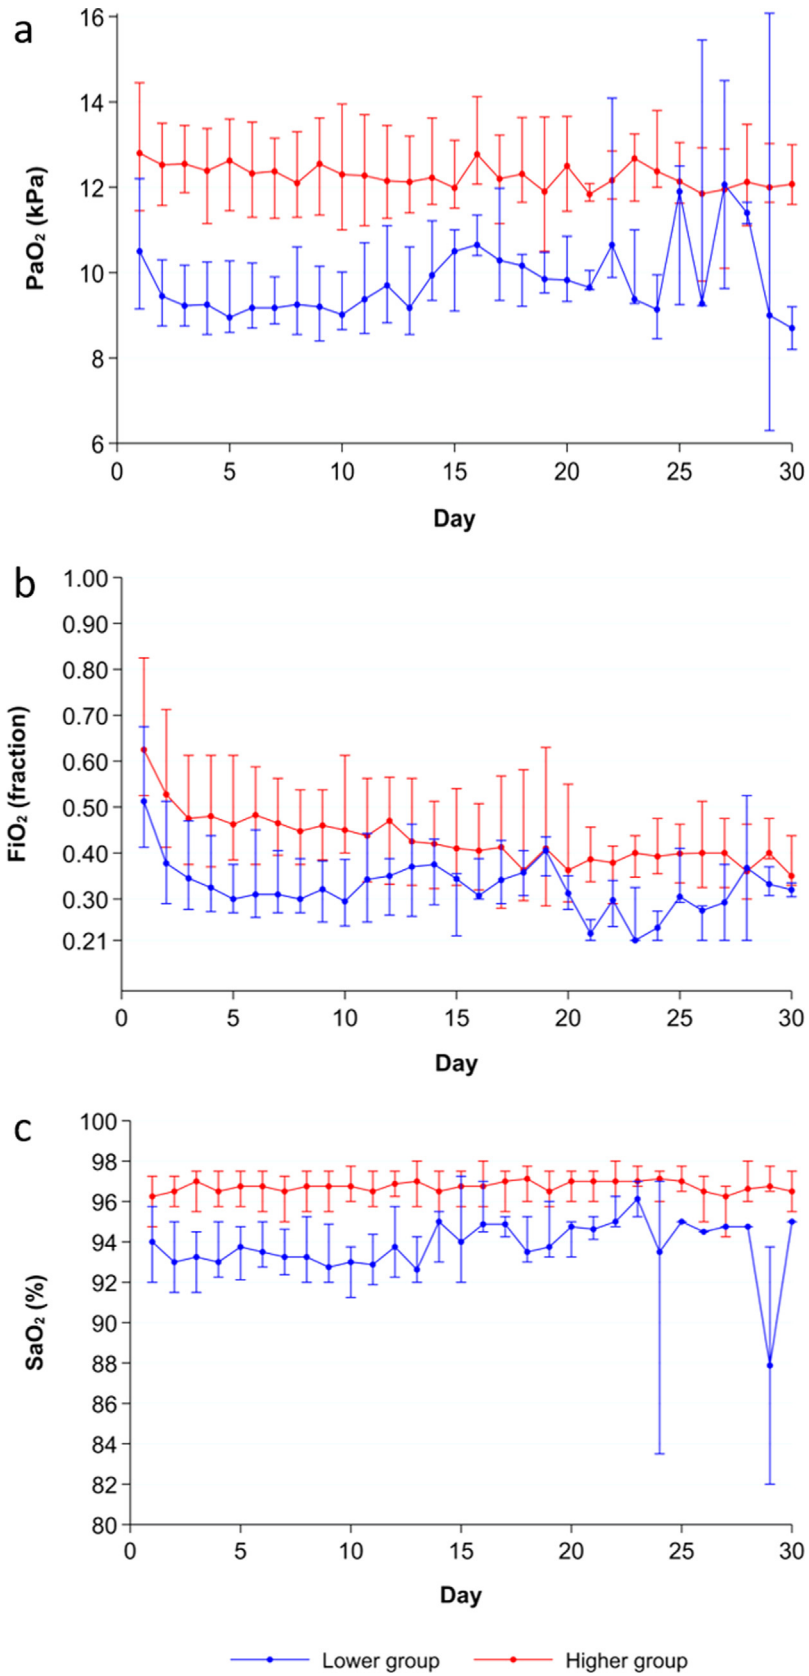 a
16
14
12
10
8
6
PaO₂ (kPa)
0 5 10 15 20 25 30
Day
b
1.00
0.90
0.80
0.70
0.60
0.50
0.40
0.30
0.21
FiO₂ (fraction)
0 5 10 15 20 25 30
Day
c
100
98
96
94
92
90
88
86
84
82
80
SaO₂ (%)
0 5 10 15 20 25 30
Day
Lower group Higher group